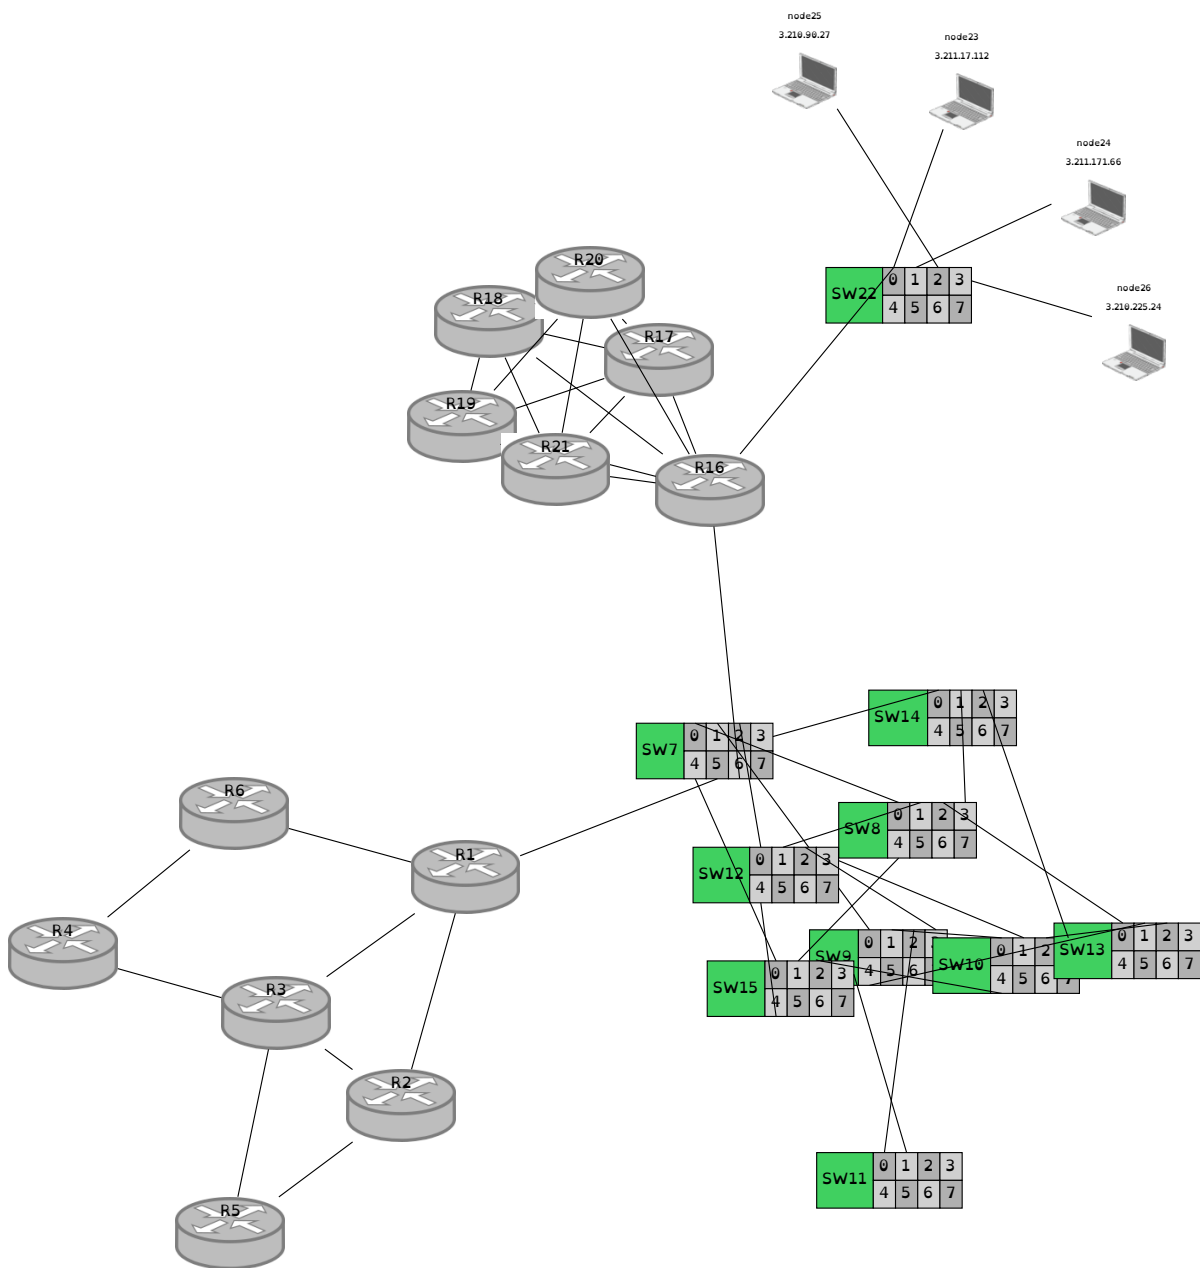 node25
3.210.90.27
node23
3.211.17.112
node24
3.211.171.66
node26
3.210.225.24
SW22
0 1 2 3
4 5 6 7
R20
R18
R17
R19
R21
R16
SW14
0 1 2 3
4 5 6 7
SW7
0 1 2 3
4 5 6 7
R6
SW8
0 1 2 3
4 5 6 7
R1
SW12
0 1 2 3
4 5 6 7
R4
SW13
0 1 2 3
4 5 6 7
SW9
0 1 2
4 5 6
SW10
0 1 2
4 5 6 7
SW15
0 1 2 3
4 5 6 7
R3
R2
SW11
0 1 2 3
4 5 6 7
R5